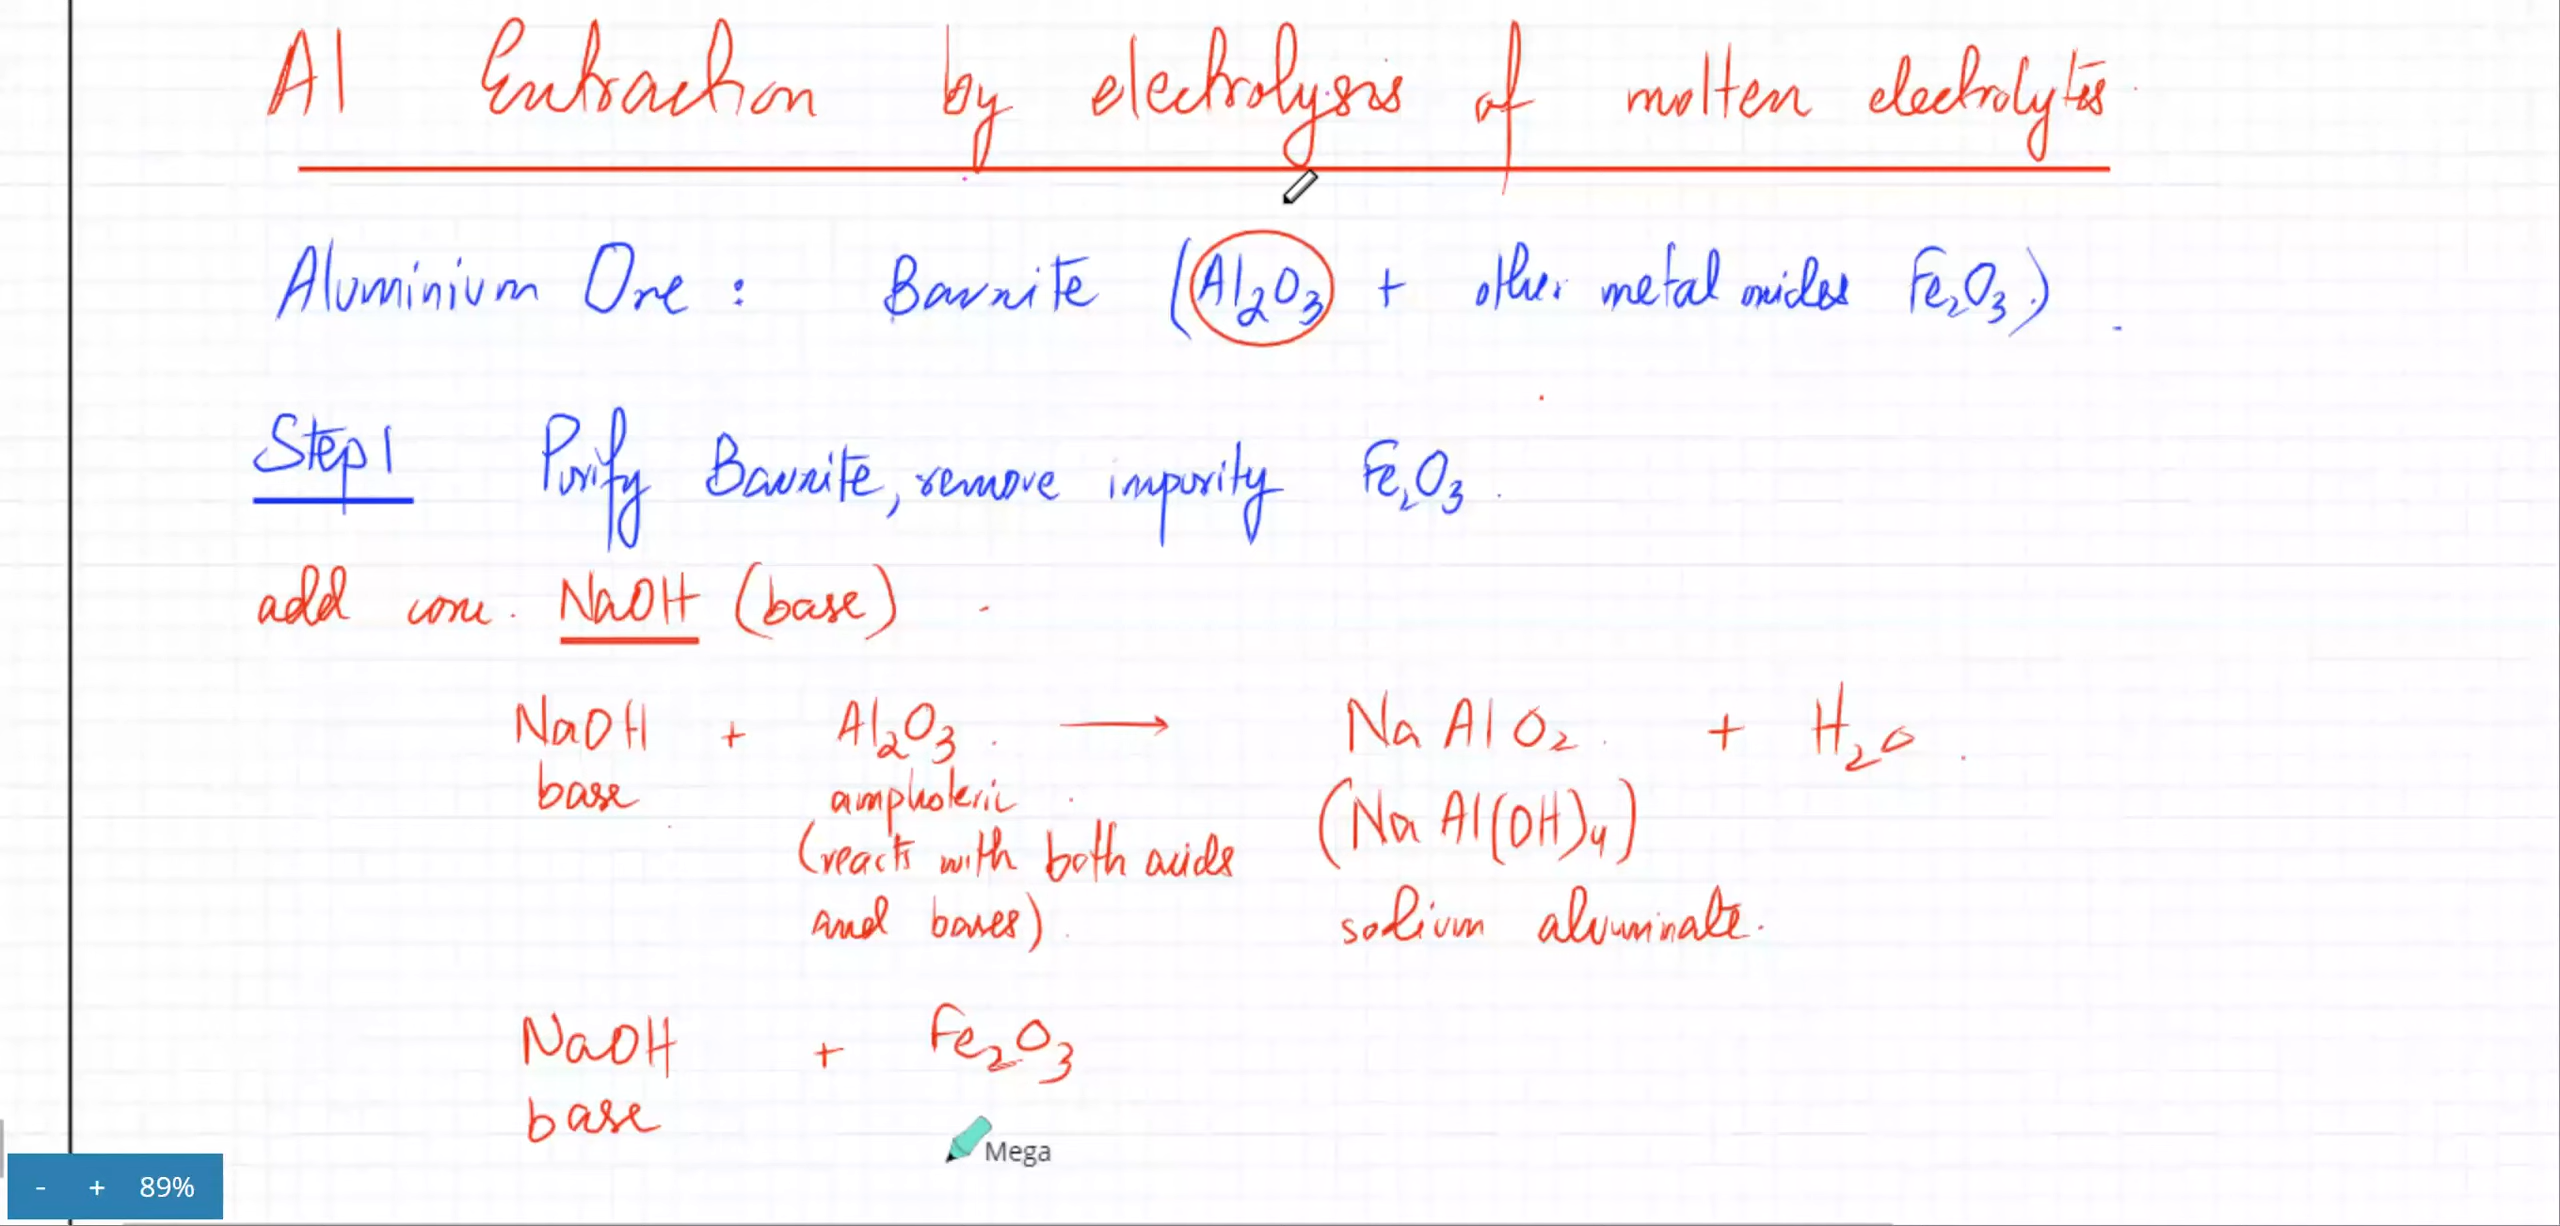 Al Extraction by electrolysis of molten electrolytes
Aluminium Ore : Bauxite (Al₂O₃ + other metal oxides Fe₂O₃)
Step 1 Purify Bauxite, remove impurity Fe₂O₃
add conc. NaOH (base)
NaOH + Al₂O₃ → NaAlO₂ + H₂O
base amphoteric (NaAl(OH)₄)
(reacts with both acids
and bases) sodium aluminate.
NaOH + Fe₂O₃
base
Mega
- + 89%